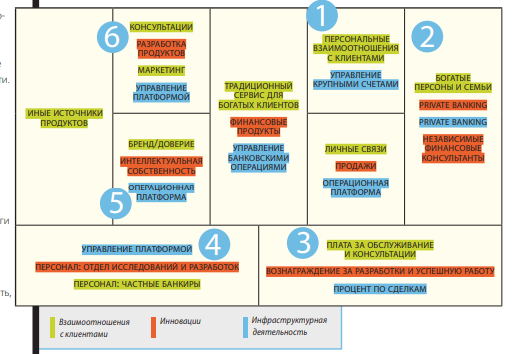 ИНЫЕ ИСТОЧНИКИ
ПРОДУКТОВ
6
КОНСУЛЬТАЦИИ
РАЗРАБОТКА
ПРОДУКТОВ
МАРКЕТИНГ
УПРАВЛЕНИЕ
ПЛАТФОРМОЙ
БРЕНД/ДОВЕРИЕ
ИНТЕЛЛЕКТУАЛЬНАЯ
СОБСТВЕННОСТЬ
ОПЕРАЦИОННАЯ
ПЛАТФОРМА
5
ТРАДИЦИОННЫЙ
СЕРВИС ДЛЯ
БОГАТЫХ КЛИЕНТОВ
ФИНАНСОВЫЕ
ПРОДУКТЫ
УПРАВЛЕНИЕ
БАНКОВСКИМИ
ОПЕРАЦИЯМИ
1
ПЕРСОНАЛЬНЫЕ
ВЗАИМООТНОШЕНИЯ
С КЛИЕНТАМИ
УПРАВЛЕНИЕ
КРУПНЫМИ СЧЕТАМИ
ЛИЧНЫЕ СВЯЗИ
ПРОДАЖИ
ОПЕРАЦИОННАЯ
ПЛАТФОРМА
2
БОГАТЫЕ
ПЕРСОНЫ И СЕМЬИ
PRIVATE BANKING
PRIVATE BANKING
НЕЗАВИСИМЫЕ
ФИНАНСОВЫЕ
КОНСУЛЬТАНТЫ
4
УПРАВЛЕНИЕ ПЛАТФОРМОЙ
ПЕРСОНАЛ: ОТДЕЛ ИССЛЕДОВАНИЙ И РАЗРАБОТОК
ПЕРСОНАЛ: ЧАСТНЫЕ БАНКИРЫ
3
ПЛАТА ЗА ОБСЛУЖИВАНИЕ
И КОНСУЛЬТАЦИИ
ВОЗНАГРАЖДЕНИЕ ЗА РАЗРАБОТКИ И УСПЕШНУЮ РАБОТУ
ПРОЦЕНТ ПО СДЕЛКАМ
Взаимоотношения
с клиентами
Инновации
Инфраструктурная
деятельность